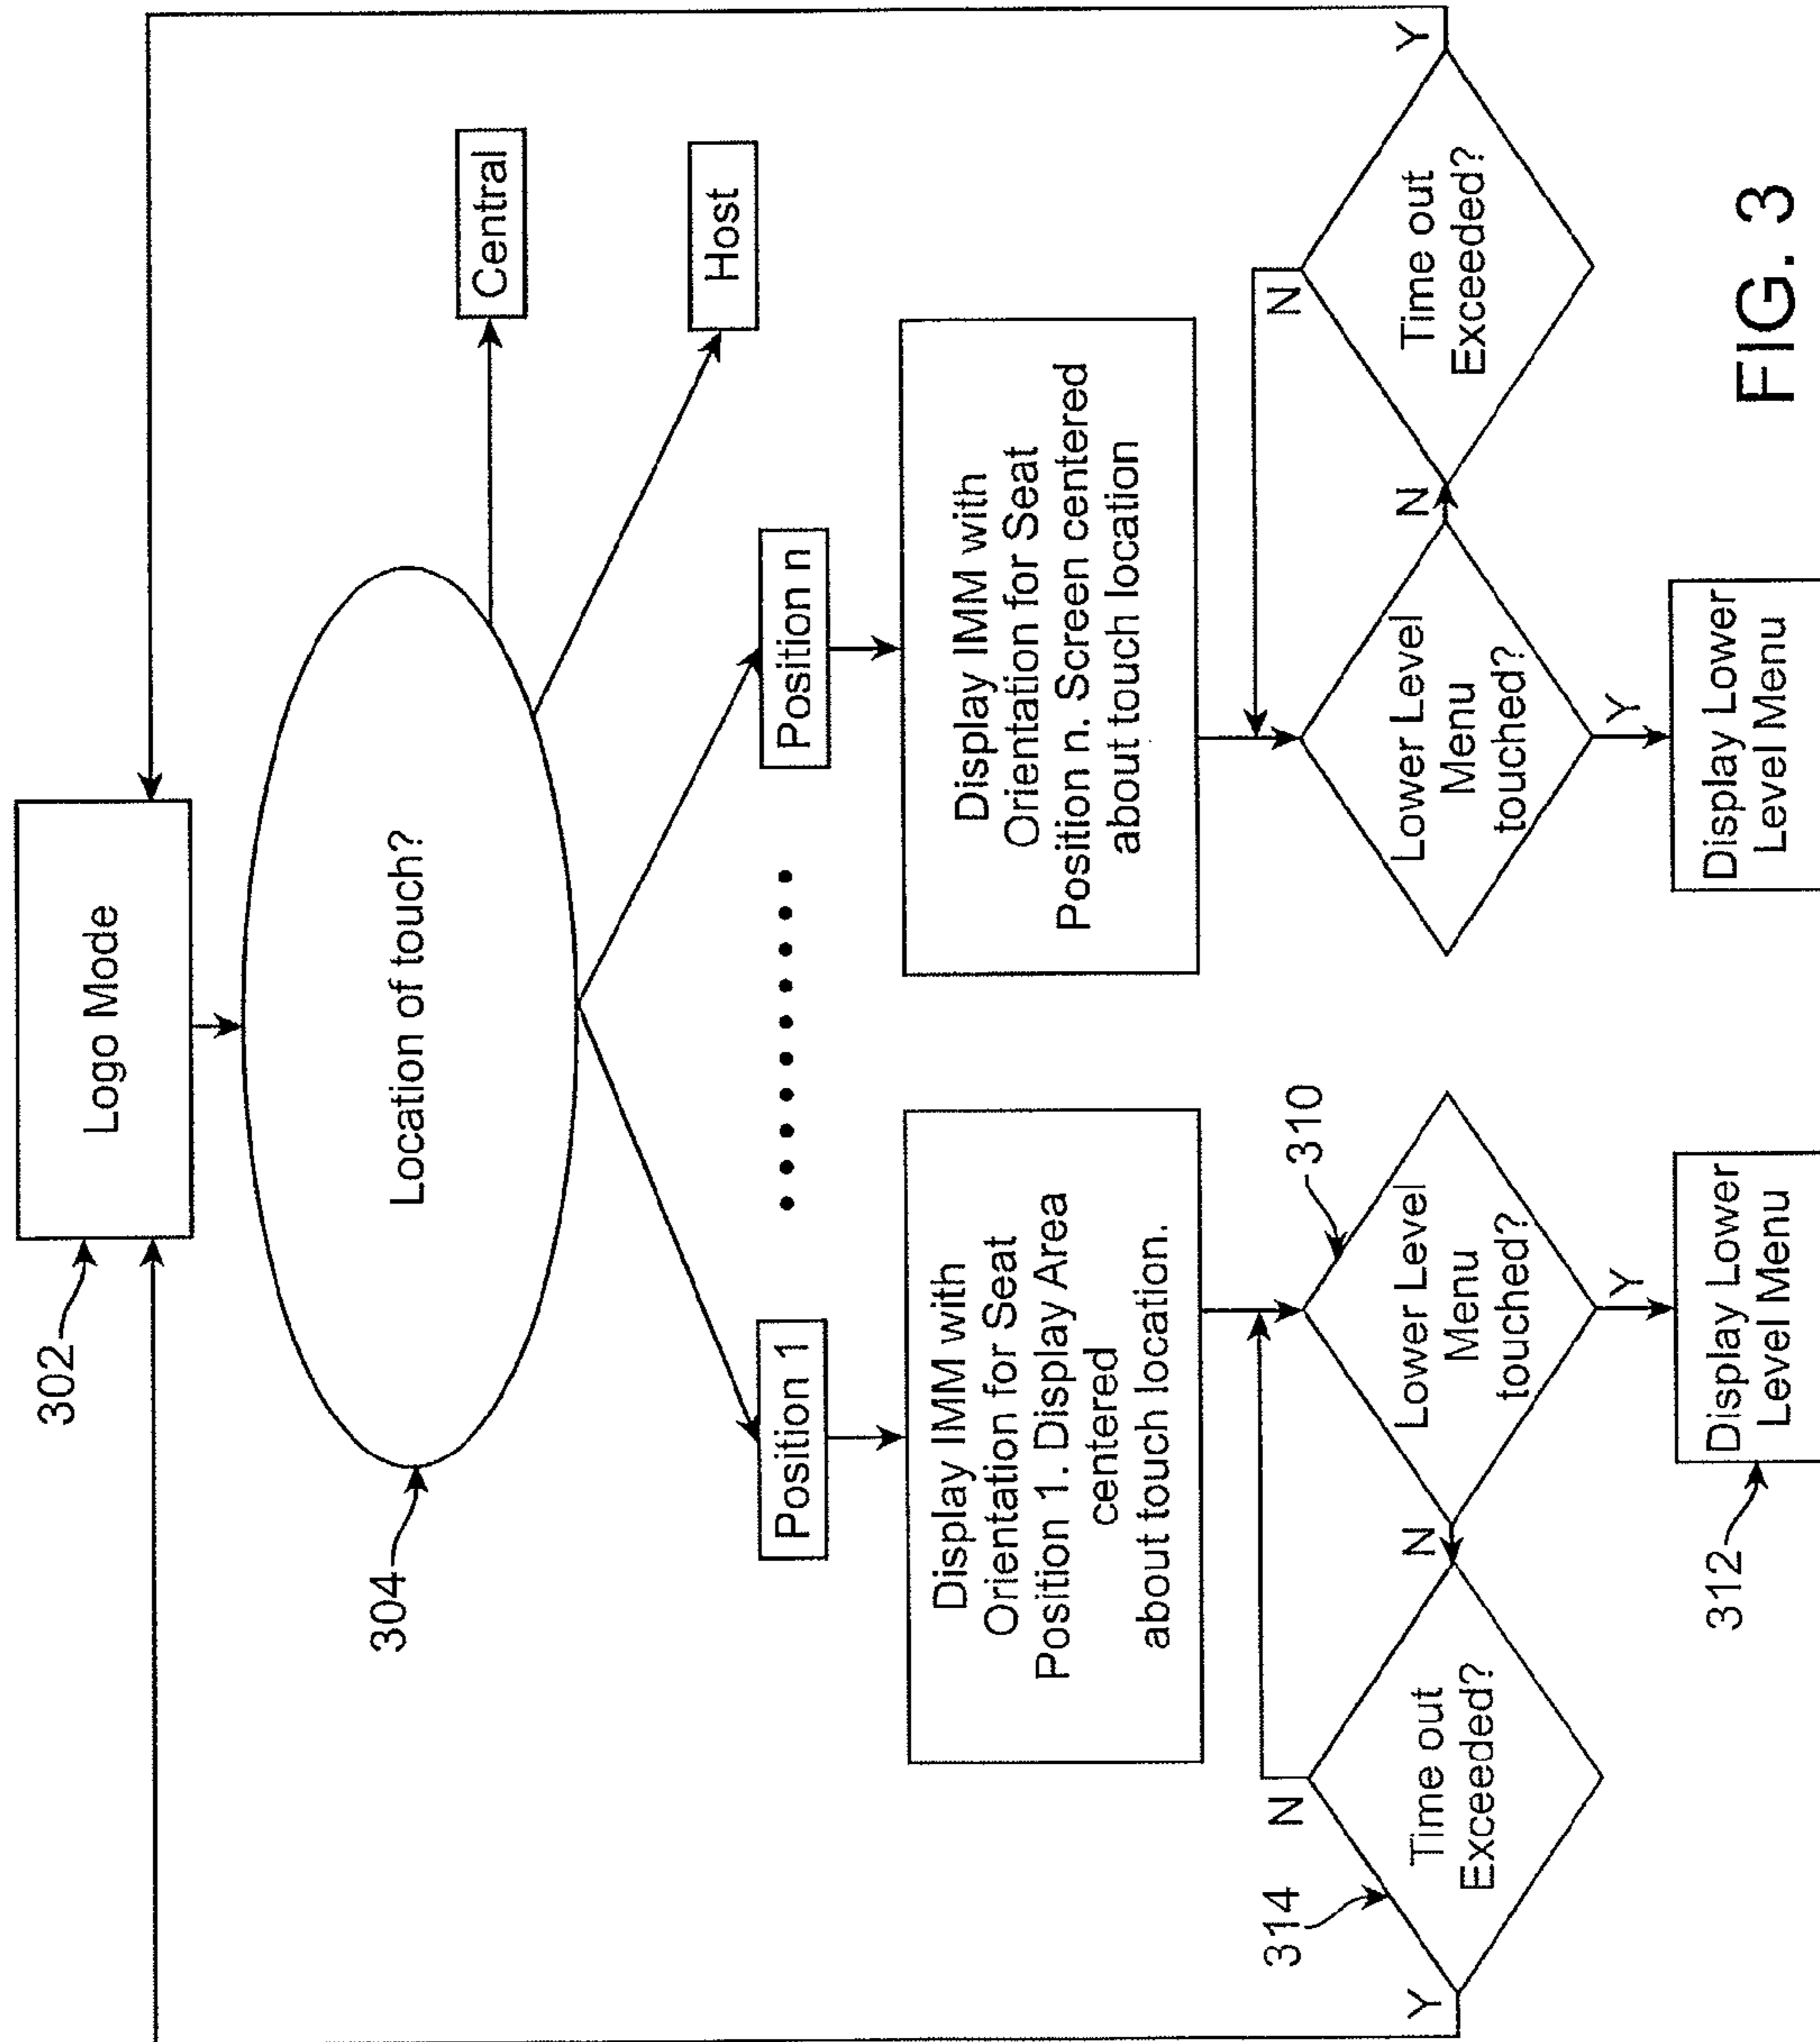 Logo Mode
302
Location of touch?
304
Central
Host
Position 1
Position n
Display IMM with
Orientation for Seat
Position 1. Display Area
centered
about touch location.
Display IMM with
Orientation for Seat
Position n. Screen centered
about touch location
310
Lower Level
Menu
touched?
N
Y
Time out
Exceeded?
314
N
Y
Display Lower
Level Menu
312
Lower Level
Menu
touched?
N
Y
Time out
Exceeded?
N
Y
Display Lower
Level Menu
FIG. 3